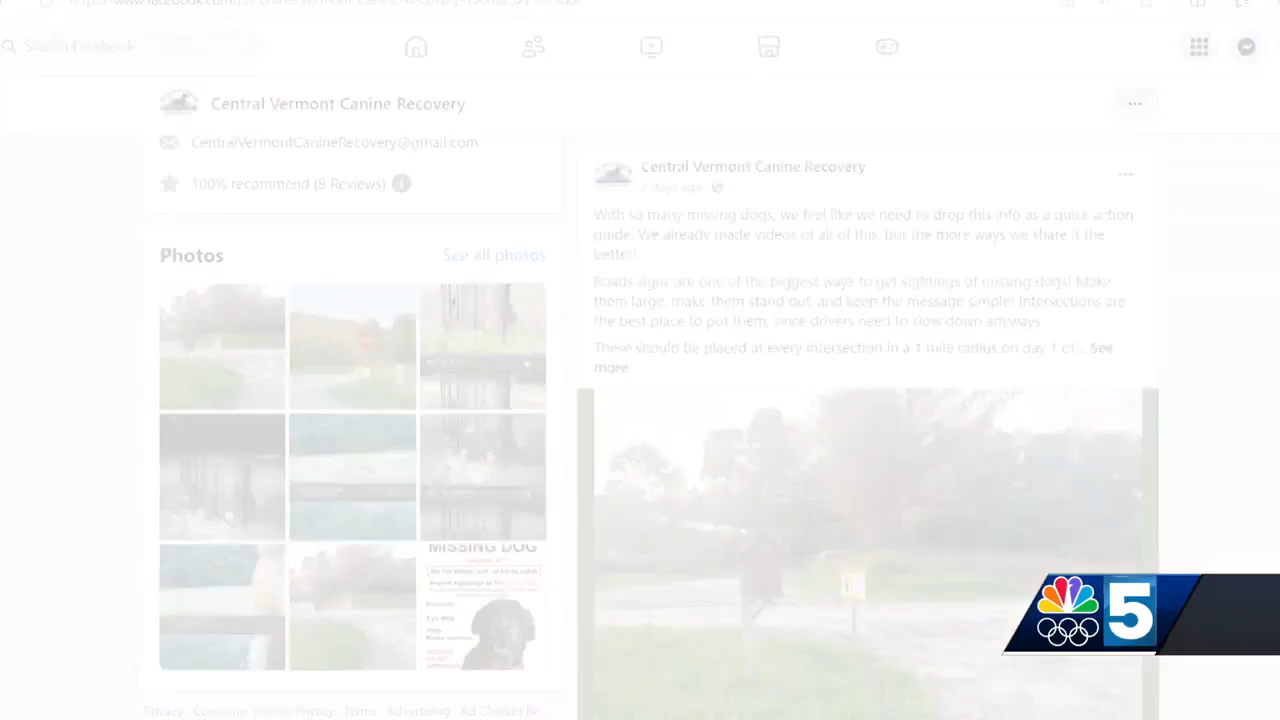 Search Facebook
Central Vermont Canine Recovery
CentralVermontCanineRecovery@gmail.com
100% recommend (8 Reviews)
Photos
See all photos
MISSING DOG
Central Vermont Canine Recovery
2 days ago
With so many missing dogs, we feel like we need to drop this info as a quick action
guide. We already made videos of all of this, but the more ways we share it the
better!
Roads signs are one of the biggest ways to get sightings of missing dogs! Make
them large, make them stand out, and keep the message simple! Intersections are
the best place to put them, since drivers need to slow down anyways
These should be placed at every intersection in a 1 mile radius on day 1 of... See
more
Privacy Privacy Terms Advertising Ad Choices
5